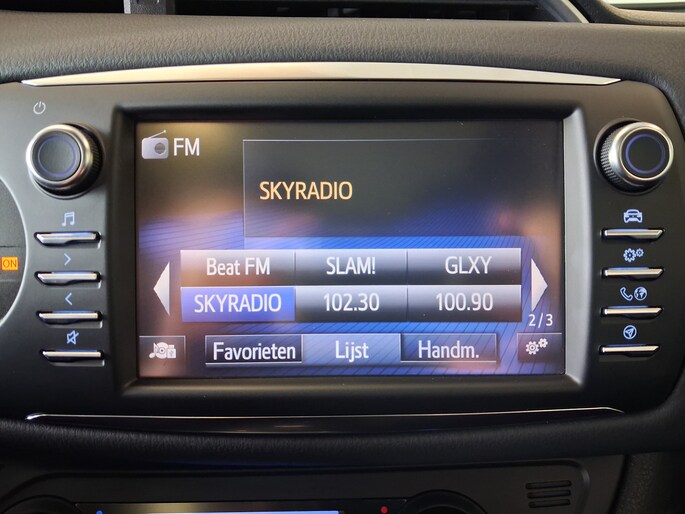 FM
SKYRADIO
ON
Beat FM SLAM! GLXY
SKYRADIO 102.30 100.90
2/3
Favorieten Lijst Handm.